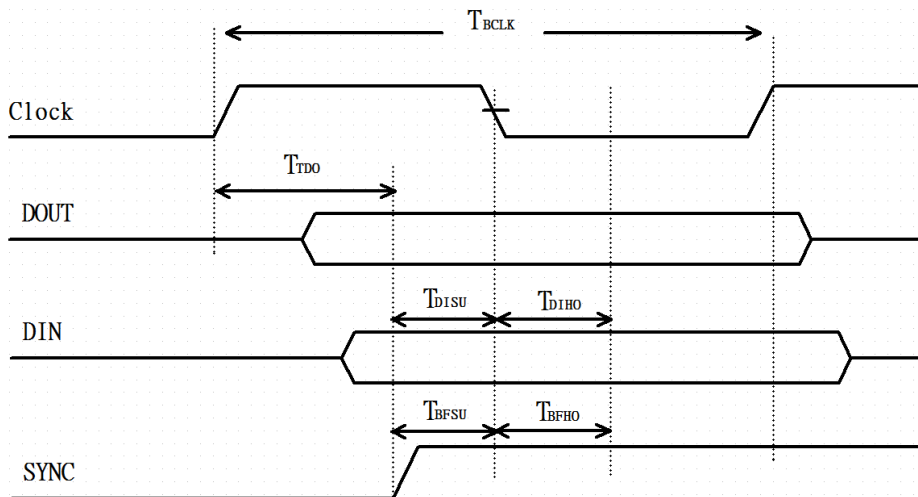 TBCLK
Clock
TTDO
DOUT
TDISU TDIHO
DIN
TBFSU TBFHO
SYNC